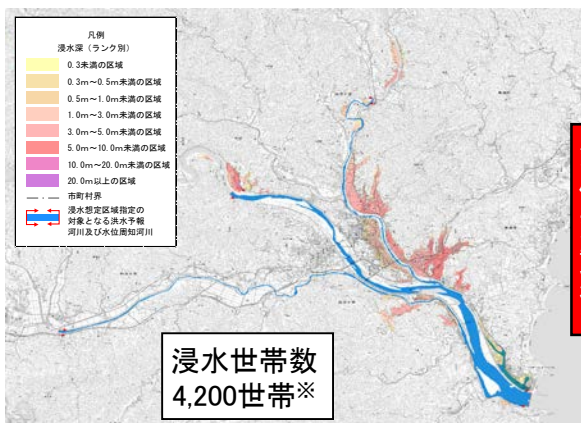 凡例
浸水深（ランク別）
0.3未満の区域
0.3m～0.5m未満の区域
0.5m～1.0m未満の区域
1.0m～3.0m未満の区域
3.0m～5.0m未満の区域
5.0m～10.0m未満の区域
10.0m～20.0m未満の区域
20.0m以上の区域
市町村界
浸水想定区域指定の
対象となる洪水予報
河川及び水位周知河川
浸水世帯数
4,200世帯※